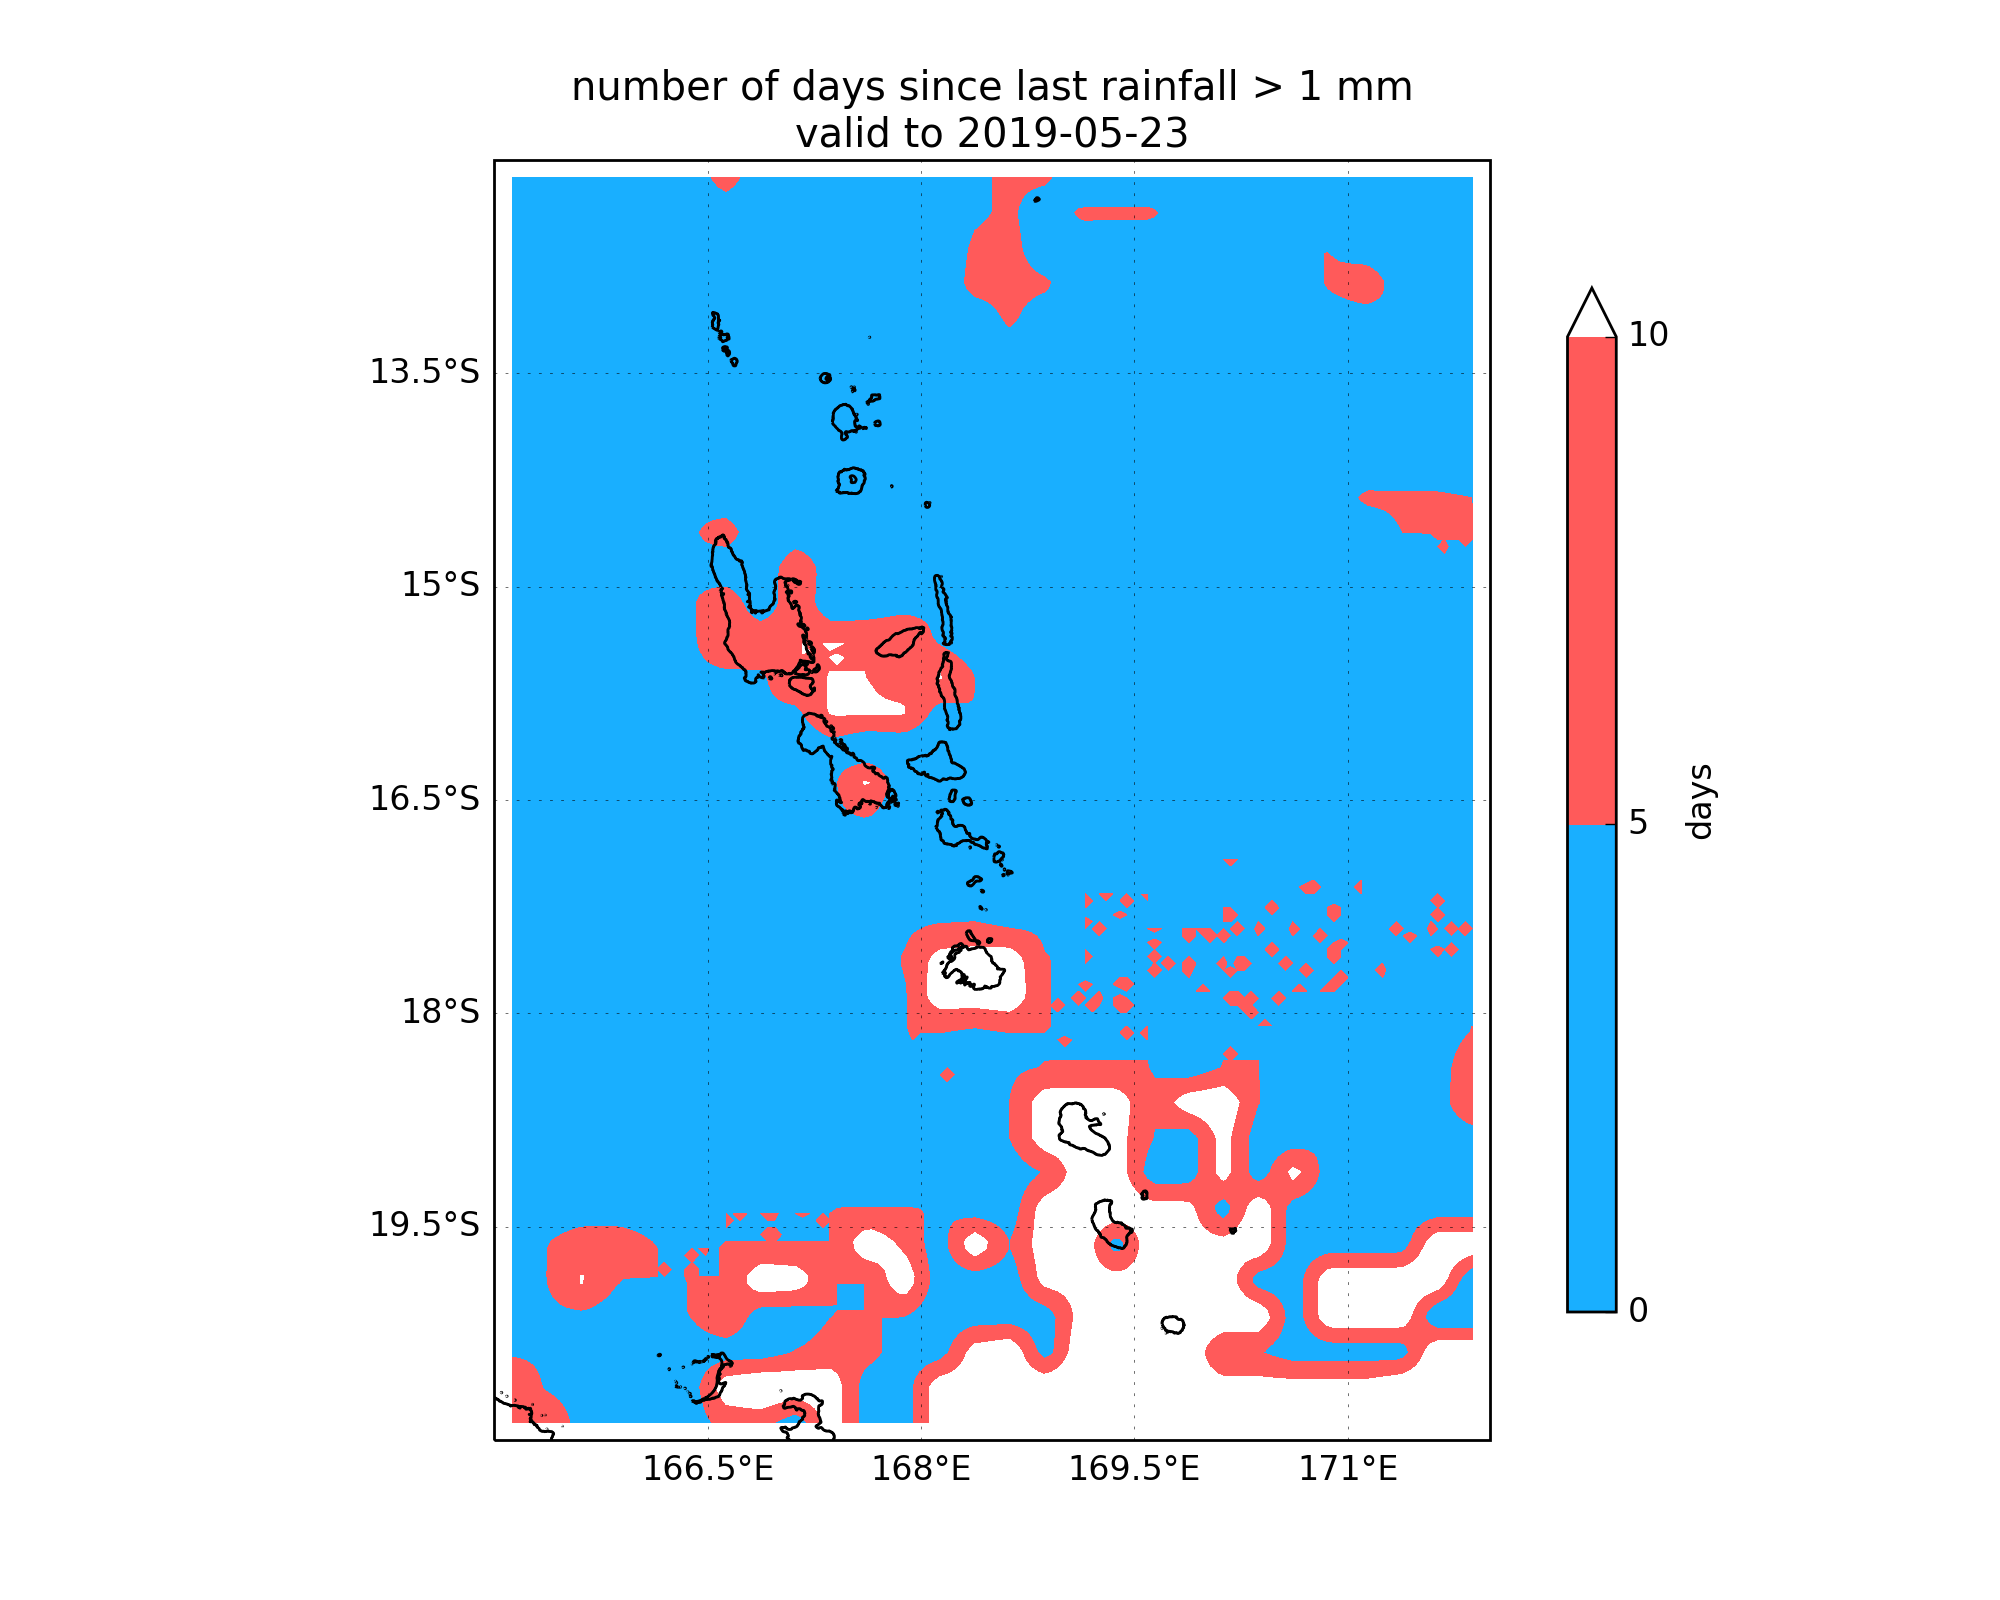 number of days since last rainfall > 1 mm
valid to 2019-05-23
13.5°S
15°S
16.5°S
18°S
19.5°S
166.5°E
168°E
169.5°E
171°E
10
5
0
days